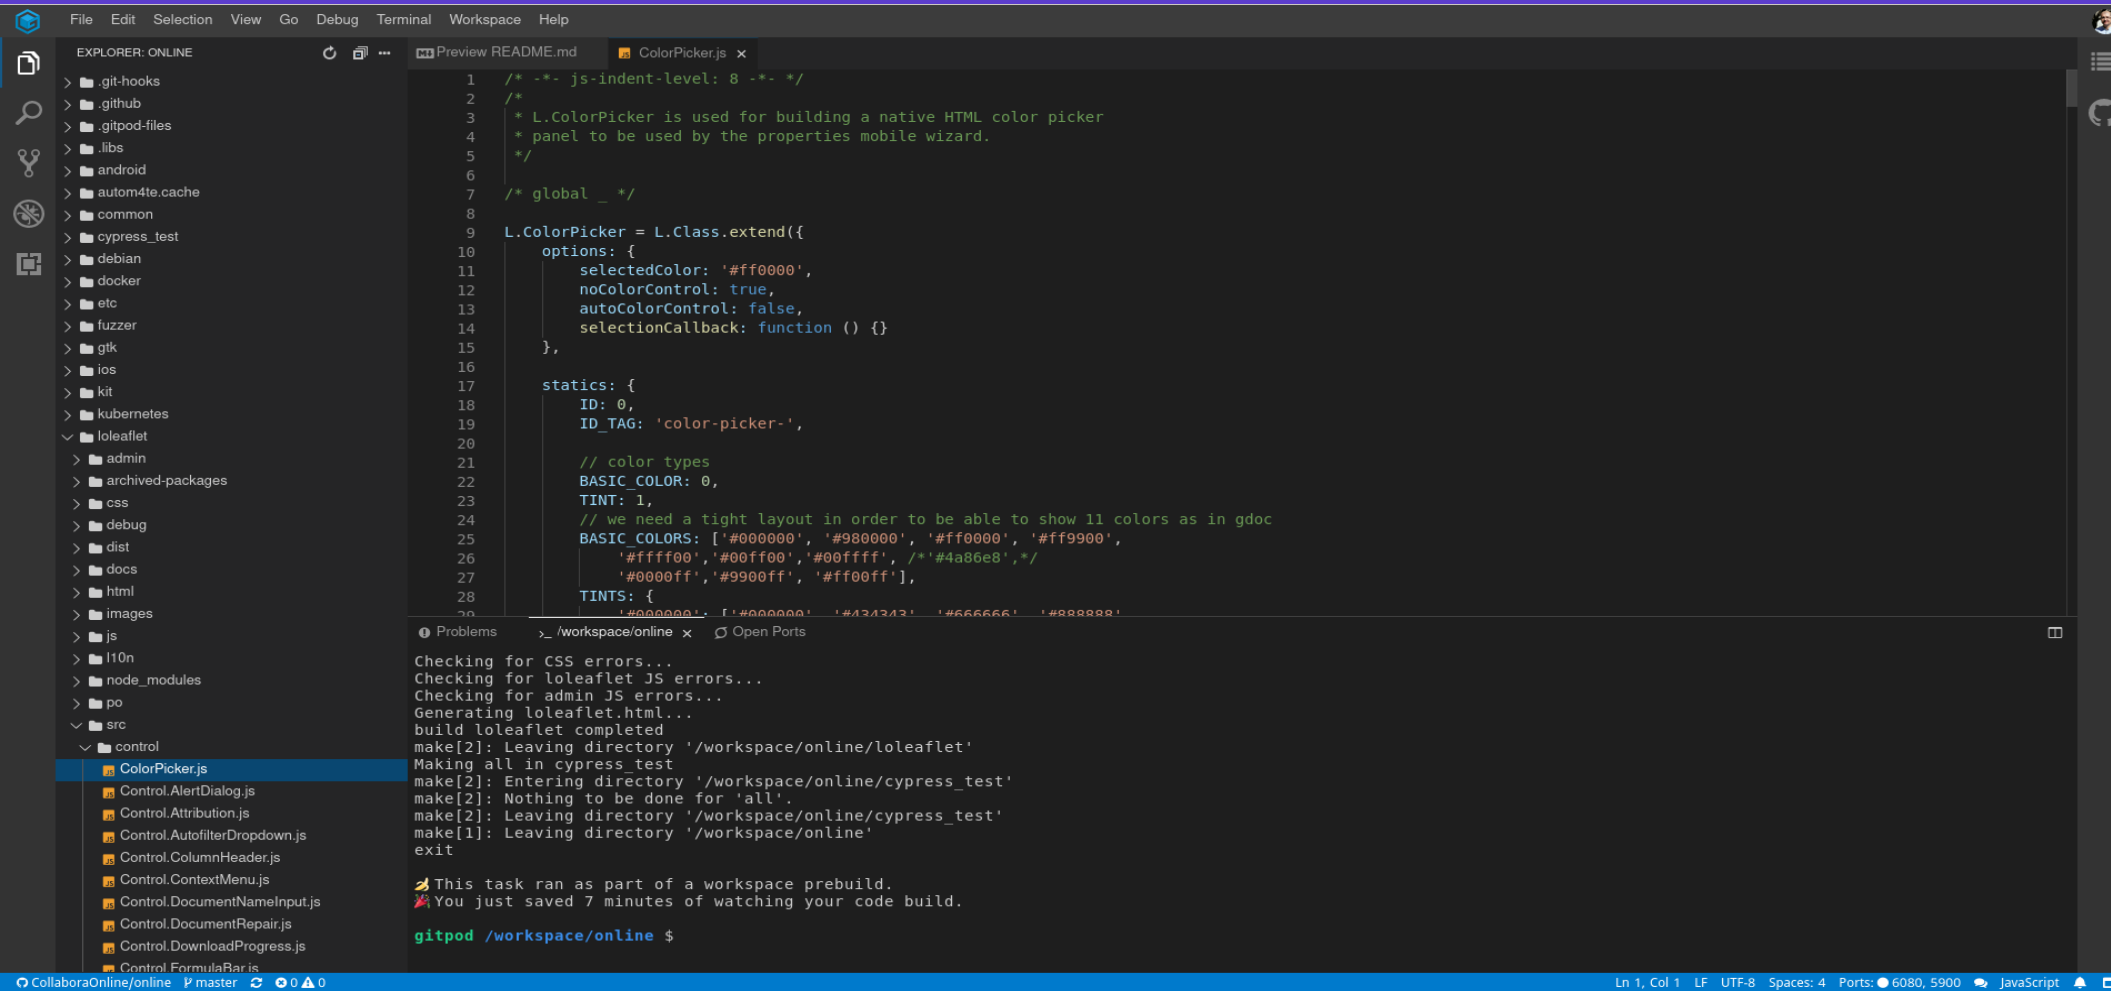 File Edit Selection View Go Debug Terminal Workspace Help
EXPLORER: ONLINE
.git-hooks
.github
.gitpod-files
.libs
android
autom4te.cache
common
cypress_test
debian
docker
etc
fuzzer
gtk
ios
kit
kubernetes
loleaflet
admin
archived-packages
css
debug
dist
docs
html
images
js
l10n
node_modules
po
src
control
ColorPicker.js
Control.AlertDialog.js
Control.Attribution.js
Control.AutofilterDropdown.js
Control.ColumnHeader.js
Control.ContextMenu.js
Control.DocumentNameInput.js
Control.DocumentRepair.js
Control.DownloadProgress.js
Control.FormulaBar.js
Preview README.md ColorPicker.js
1 /* -*- js-indent-level: 8 -*- */
2 /*
3 * L.ColorPicker is used for building a native HTML color picker
4 * panel to be used by the properties mobile wizard.
5 */
6
7 /* global _ */
8
9 L.ColorPicker = L.Class.extend({
10 options: {
11 selectedColor: '#ff0000',
12 noColorControl: true,
13 autoColorControl: false,
14 selectionCallback: function () {}
15 },
16
17 statics: {
18 ID: 0,
19 ID_TAG: 'color-picker-',
20
21 // color types
22 BASIC_COLOR: 0,
23 TINT: 1,
24 // we need a tight layout in order to be able to show 11 colors as in gdoc
25 BASIC_COLORS: ['#000000', '#980000', '#ff0000', '#ff9900',
26 '#ffff00','#00ff00','#00ffff', /*'#4a86e8',*/
27 '#0000ff','#9900ff', '#ff00ff'],
28 TINTS: {
29 '#000000': ['#000000', '#434343', '#666666', '#888888'
Problems >_ /workspace/online Open Ports
Checking for CSS errors...
Checking for loleaflet JS errors...
Checking for admin JS errors...
Generating loleaflet.html...
build loleaflet completed
make[2]: Leaving directory '/workspace/online/loleaflet'
Making all in cypress_test
make[2]: Entering directory '/workspace/online/cypress_test'
make[2]: Nothing to be done for 'all'.
make[2]: Leaving directory '/workspace/online/cypress_test'
make[1]: Leaving directory '/workspace/online'
exit
🍌This task ran as part of a workspace prebuild.
🎉You just saved 7 minutes of watching your code build.
gitpod /workspace/online $
CollaboraOnline/online master 0 0 Ln 1, Col 1 LF UTF-8 Spaces: 4 Ports: 6080, 5900 JavaScript